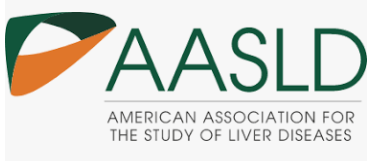 AASLD
AMERICAN ASSOCIATION FOR
THE STUDY OF LIVER DISEASES